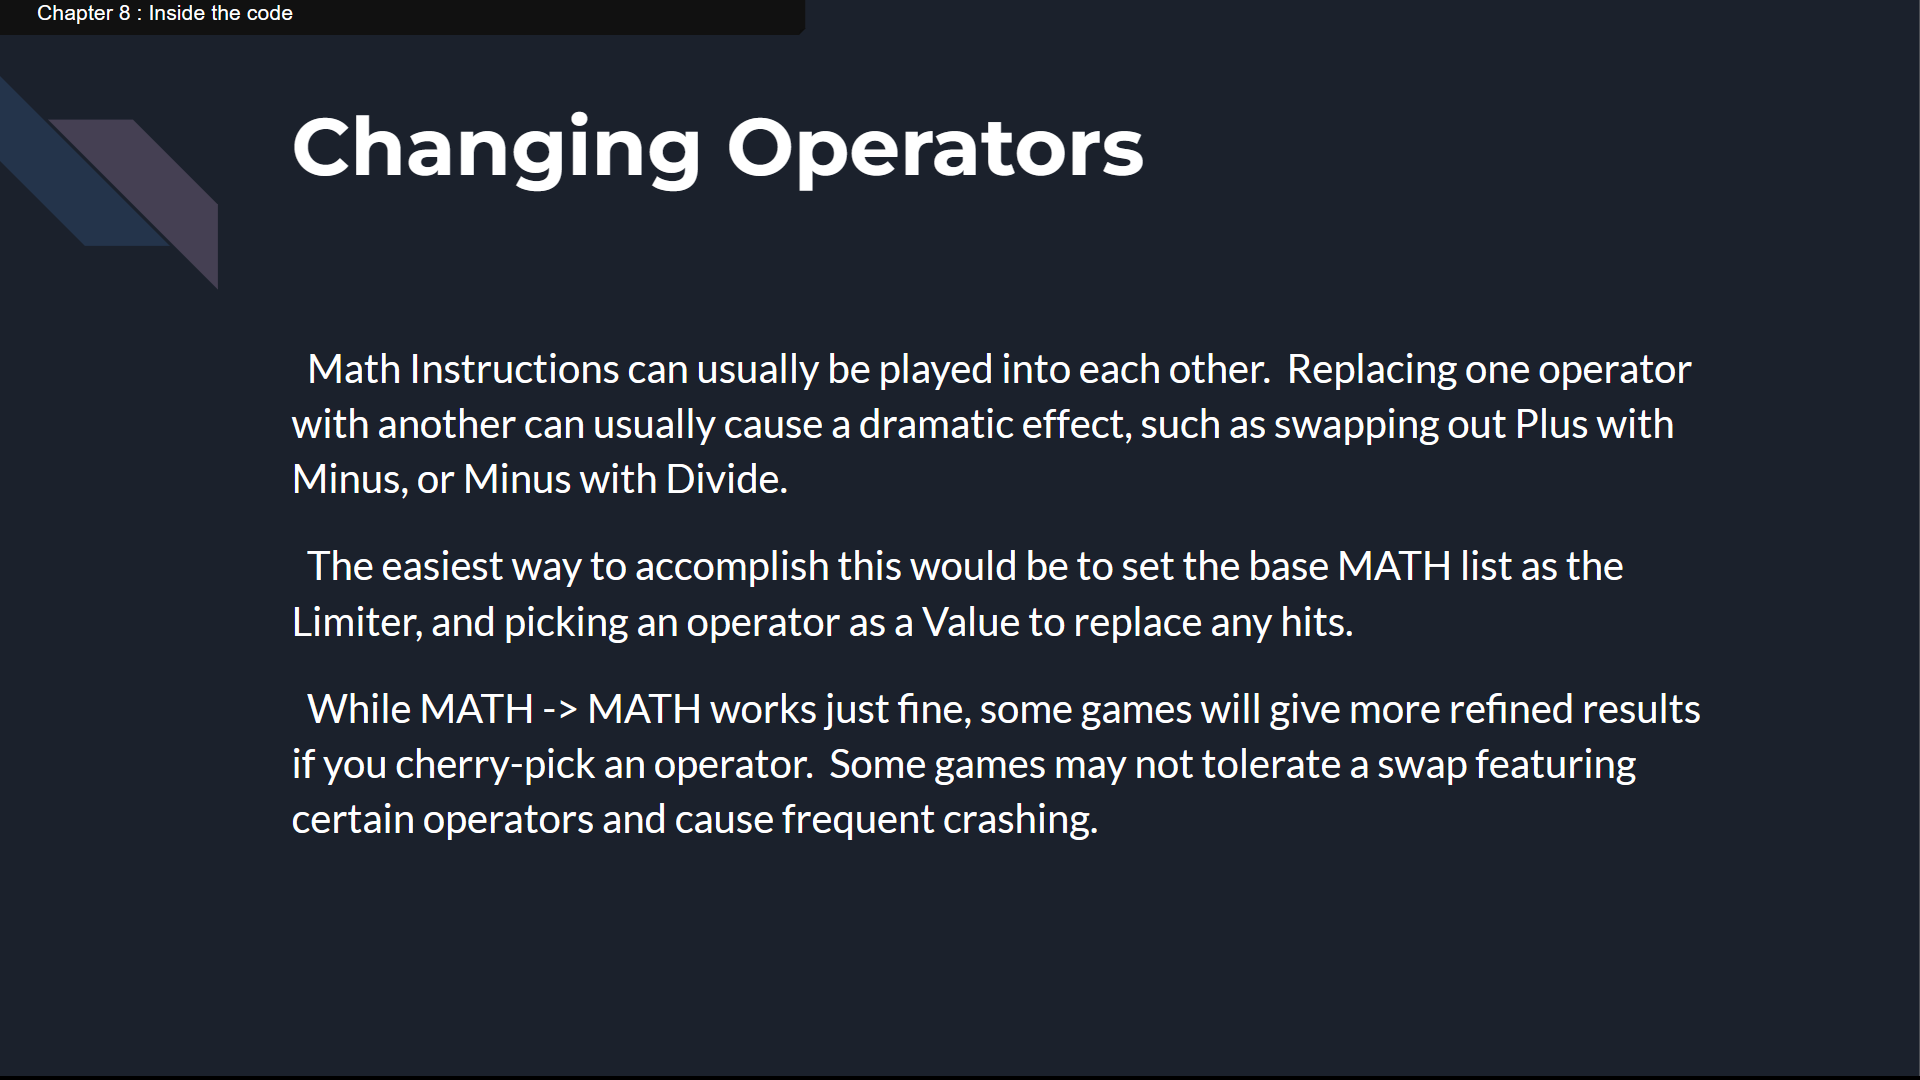 Chapter 8 : Inside the code
Changing Operators
Math Instructions can usually be played into each other.  Replacing one operator
with another can usually cause a dramatic effect, such as swapping out Plus with
Minus, or Minus with Divide.
The easiest way to accomplish this would be to set the base MATH list as the
Limiter, and picking an operator as a Value to replace any hits.
While MATH -> MATH works just fine, some games will give more refined results
if you cherry-pick an operator.  Some games may not tolerate a swap featuring
certain operators and cause frequent crashing.